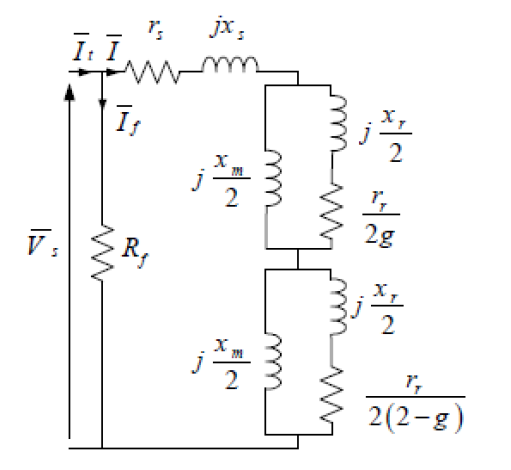 I̅t I̅ rs jxs
I̅f
j xr/2
j xm/2
rr/2g
V̅s
Rf
j xr/2
j xm/2
rr/2(2−g)